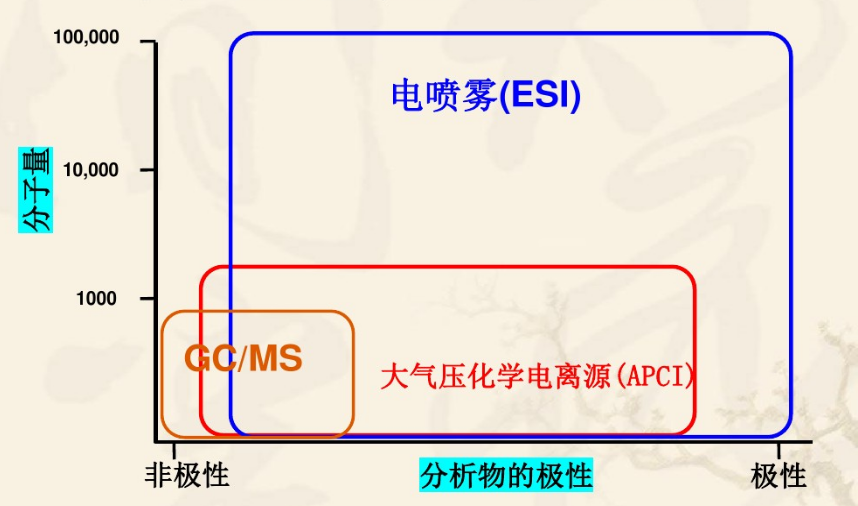 100,000
电喷雾(ESI)
分子量
10,000
1000
GC/MS
大气压化学电离源(APCI)
非极性
分析物的极性
极性